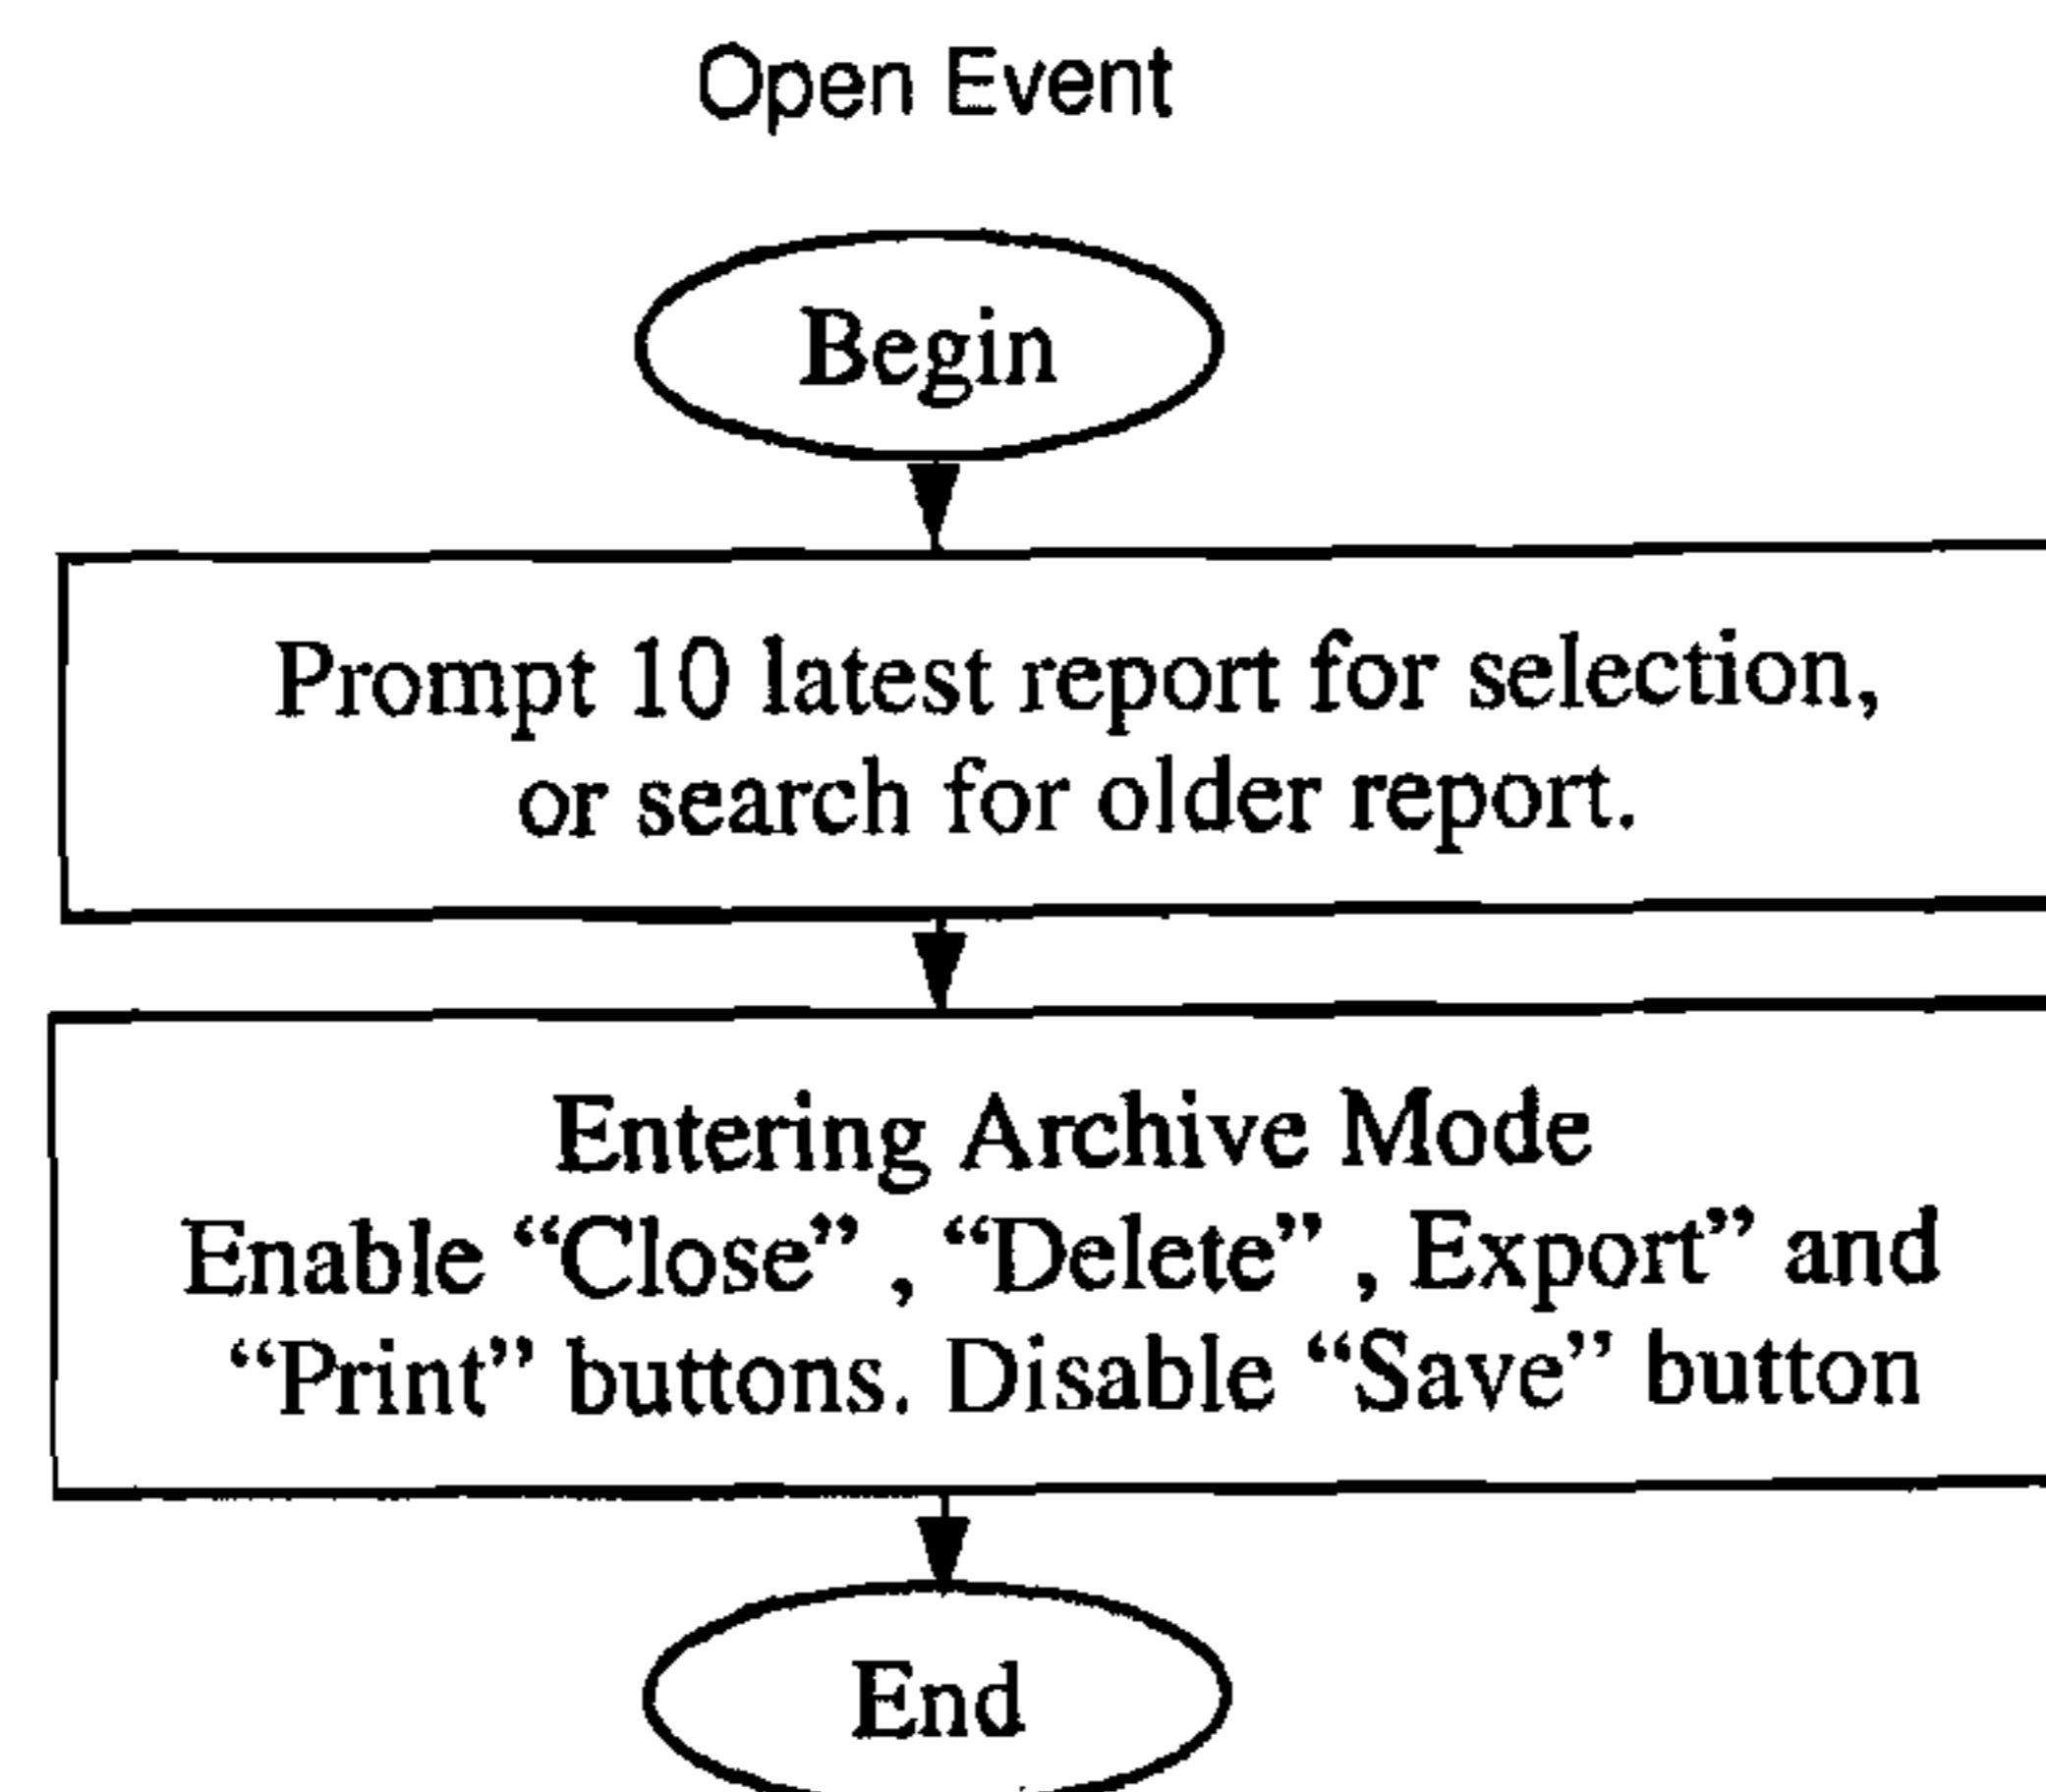 Open Event
Begin
Prompt 10 latest report for selection,
or search for older report.
Entering Archive Mode
Enable “Close” , “Delete” , Export” and
“Print” buttons. Disable “Save” button
End